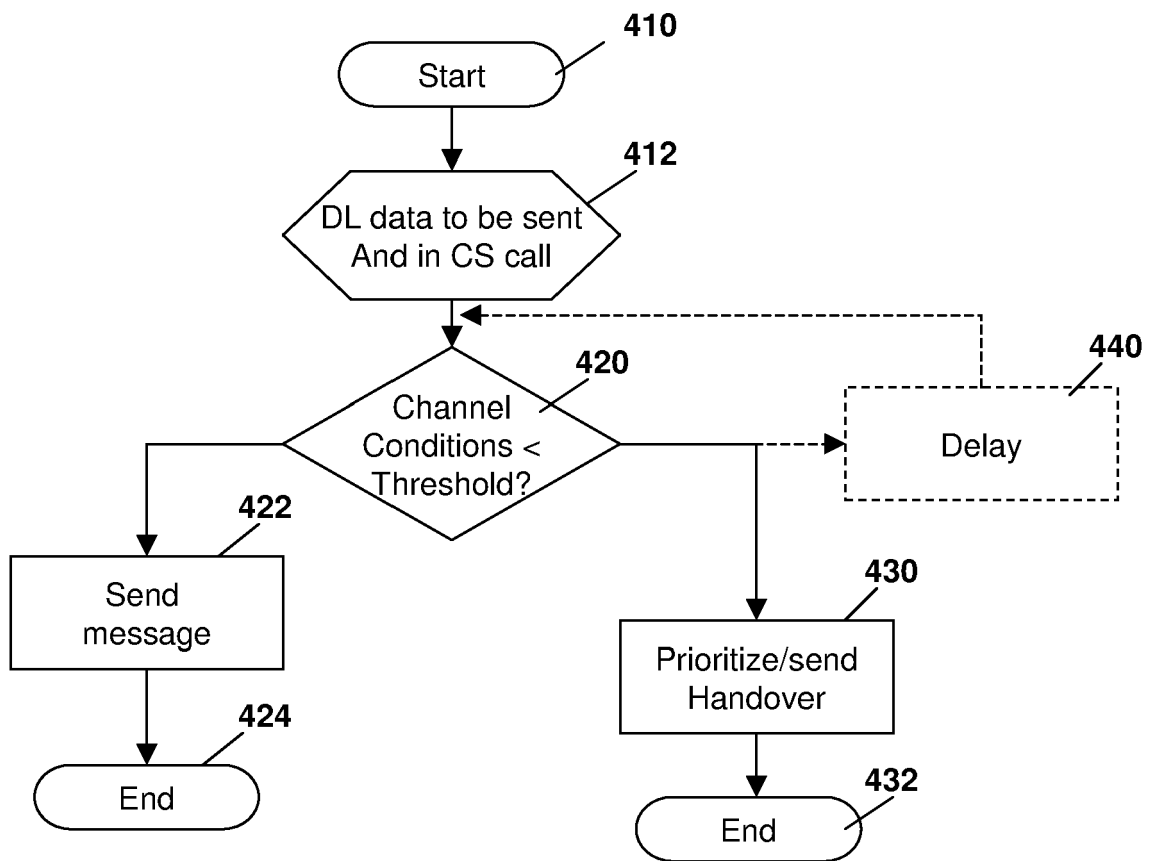 410
Start
412
DL data to be sent
And in CS call
420
Channel
Conditions <
Threshold?
440
Delay
422
Send
message
430
Prioritize/send
Handover
424
End
432
End